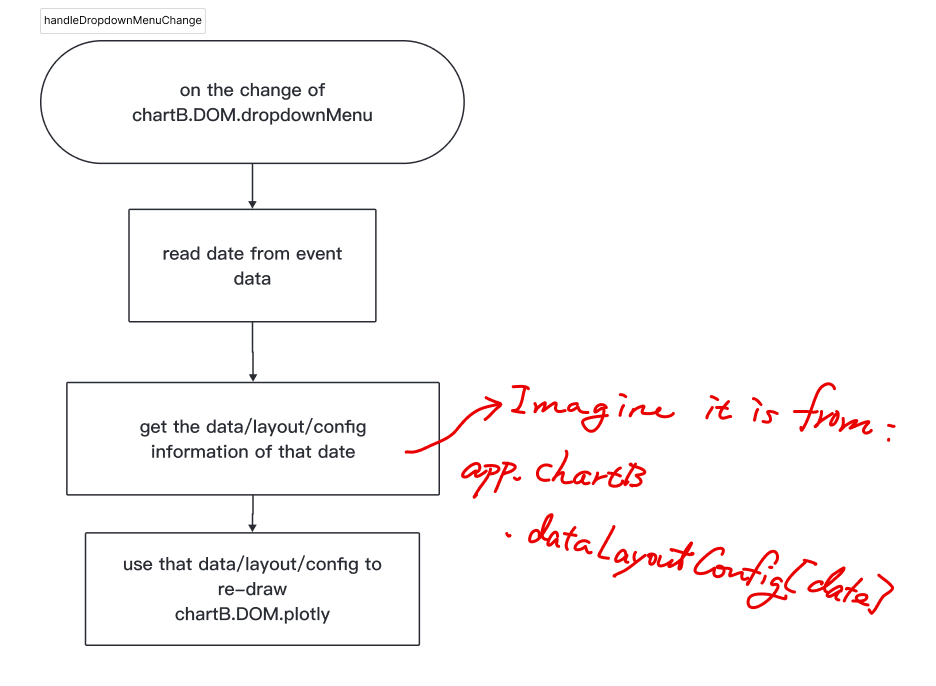 handleDropdownMenuChange
on the change of
chartB.DOM.dropdownMenu
read date from event
data
get the data/layout/config
information of that date
Imagine it is from:
app.chartB
.dataLayoutConfig[date]
use that data/layout/config to
re-draw
chartB.DOM.plotly